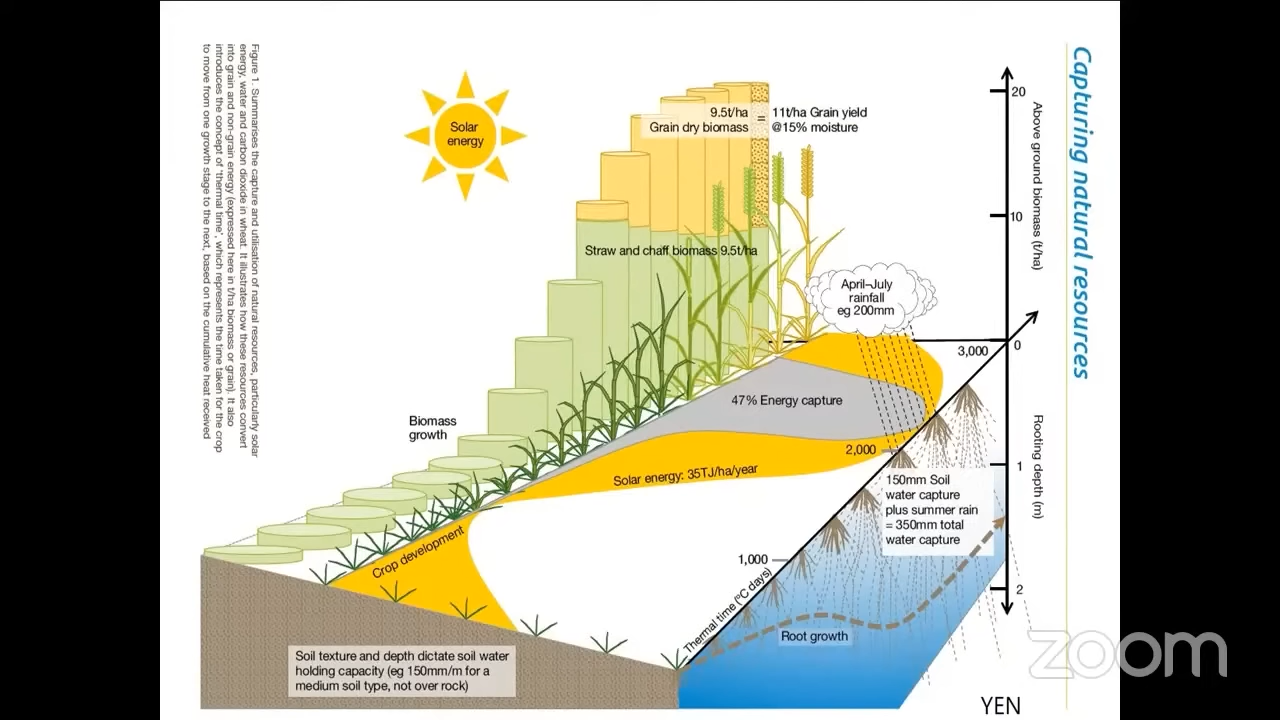 Capturing natural resources
Figure 1. Summarises the capture and utilisation of natural resources, particularly solar
energy, water and carbon dioxide in wheat. It illustrates how these resources convert
into grain and non-grain energy (expressed here in t/ha biomass or grain). It also
introduces the concept of 'thermal time', which represents the time taken for the crop
to move from one growth stage to the next, based on the cumulative heat received
Solar
energy
9.5t/ha
Grain dry biomass
=
11t/ha Grain yield
@15% moisture
20
Above ground biomass (t/ha)
10
Straw and chaff biomass 9.5t/ha
April–July
rainfall
eg 200mm
0
3,000
47% Energy capture
Biomass
growth
2,000
1
Rooting depth (m)
Solar energy: 35TJ/ha/year
150mm Soil
water capture
plus summer rain
= 350mm total
water capture
Crop development
1,000
2
Thermal time (°C days)
Root growth
Soil texture and depth dictate soil water
holding capacity (eg 150mm/m for a
medium soil type, not over rock)
zoom
YEN